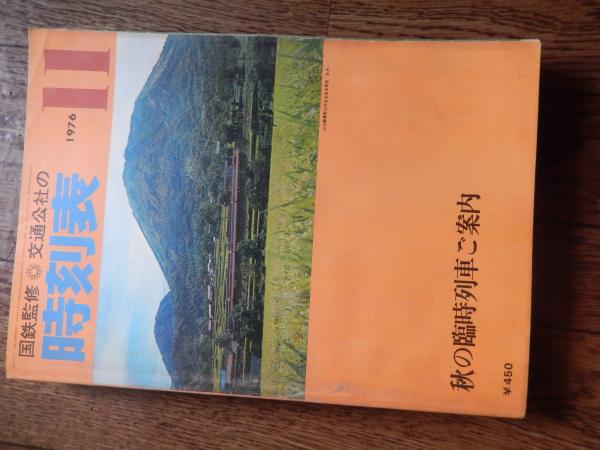 国鉄監修 交通公社の
時刻表
1976
11
秋の臨時列車ご案内
¥450